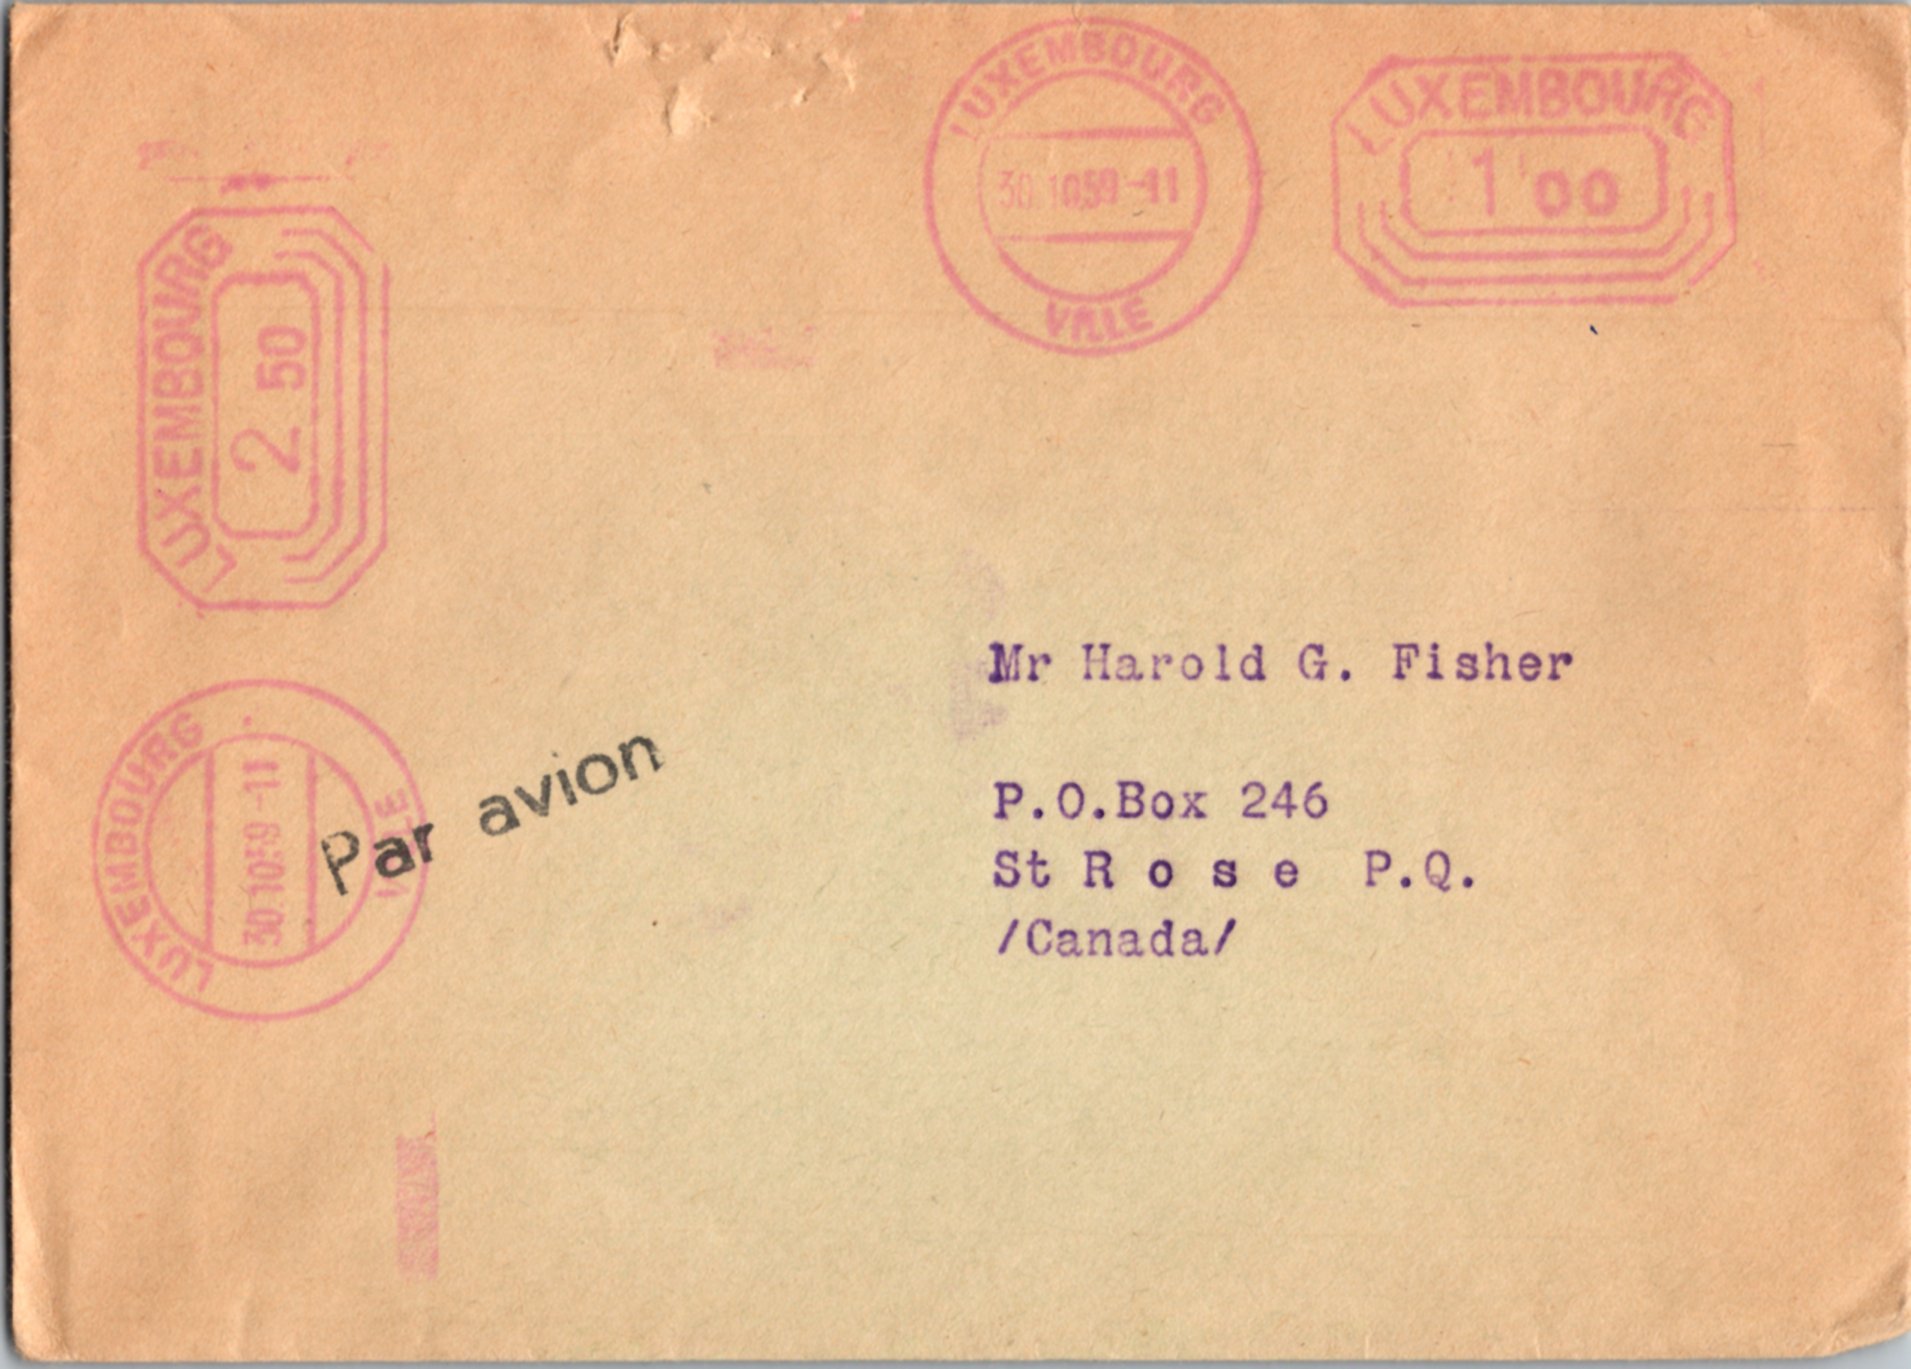 LUXEMBOURG
30.10.59-11
VILLE
LUXEMBOURG
1 00
LUXEMBOURG
2 50
LUXEMBOURG
30.10.59-11
VILLE
Par avion
Mr Harold G. Fisher
P.O.Box 246
St R o s e P.Q.
/Canada/